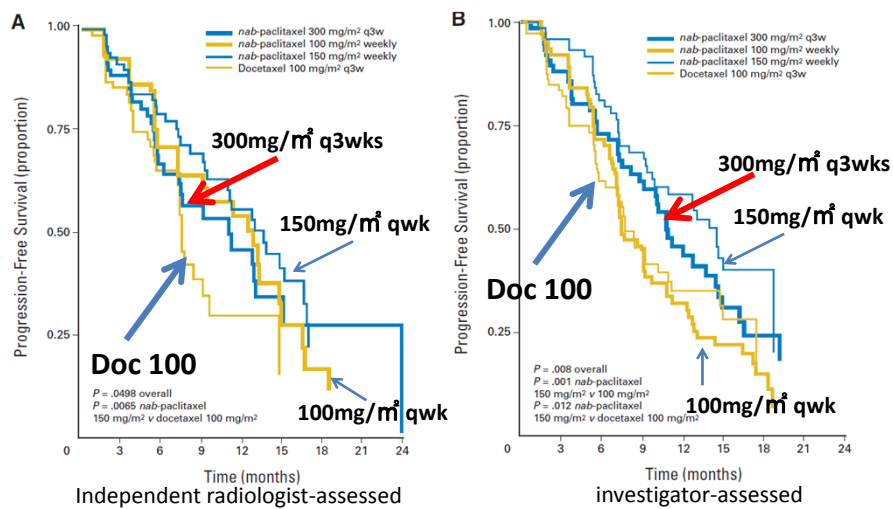 A
nab-paclitaxel 300 mg/m² q3w
nab-paclitaxel 100 mg/m² weekly
nab-paclitaxel 150 mg/m² weekly
Docetaxel 100 mg/m² q3w
Progression-Free Survival (proportion)
1.00
0.75
0.50
0.25
300mg/㎡ q3wks
150mg/㎡ qwk
Doc 100
100mg/㎡ qwk
P = .0498 overall
P = .0065 nab-paclitaxel
150 mg/m² v docetaxel 100 mg/m²
0 3 6 9 12 15 18 21 24
Time (months)
Independent radiologist-assessed
B
nab-paclitaxel 300 mg/m² q3w
nab-paclitaxel 100 mg/m² weekly
nab-paclitaxel 150 mg/m² weekly
Docetaxel 100 mg/m² q3w
Progression-Free Survival (proportion)
1.00
0.75
0.50
0.25
300mg/㎡ q3wks
150mg/㎡ qwk
Doc 100
100mg/㎡ qwk
P = .008 overall
P = .001 nab-paclitaxel
150 mg/m² v 100 mg/m²
P = .012 nab-paclitaxel
150 mg/m² v docetaxel 100 mg/m²
0 3 6 9 12 15 18 21 24
Time (months)
investigator-assessed